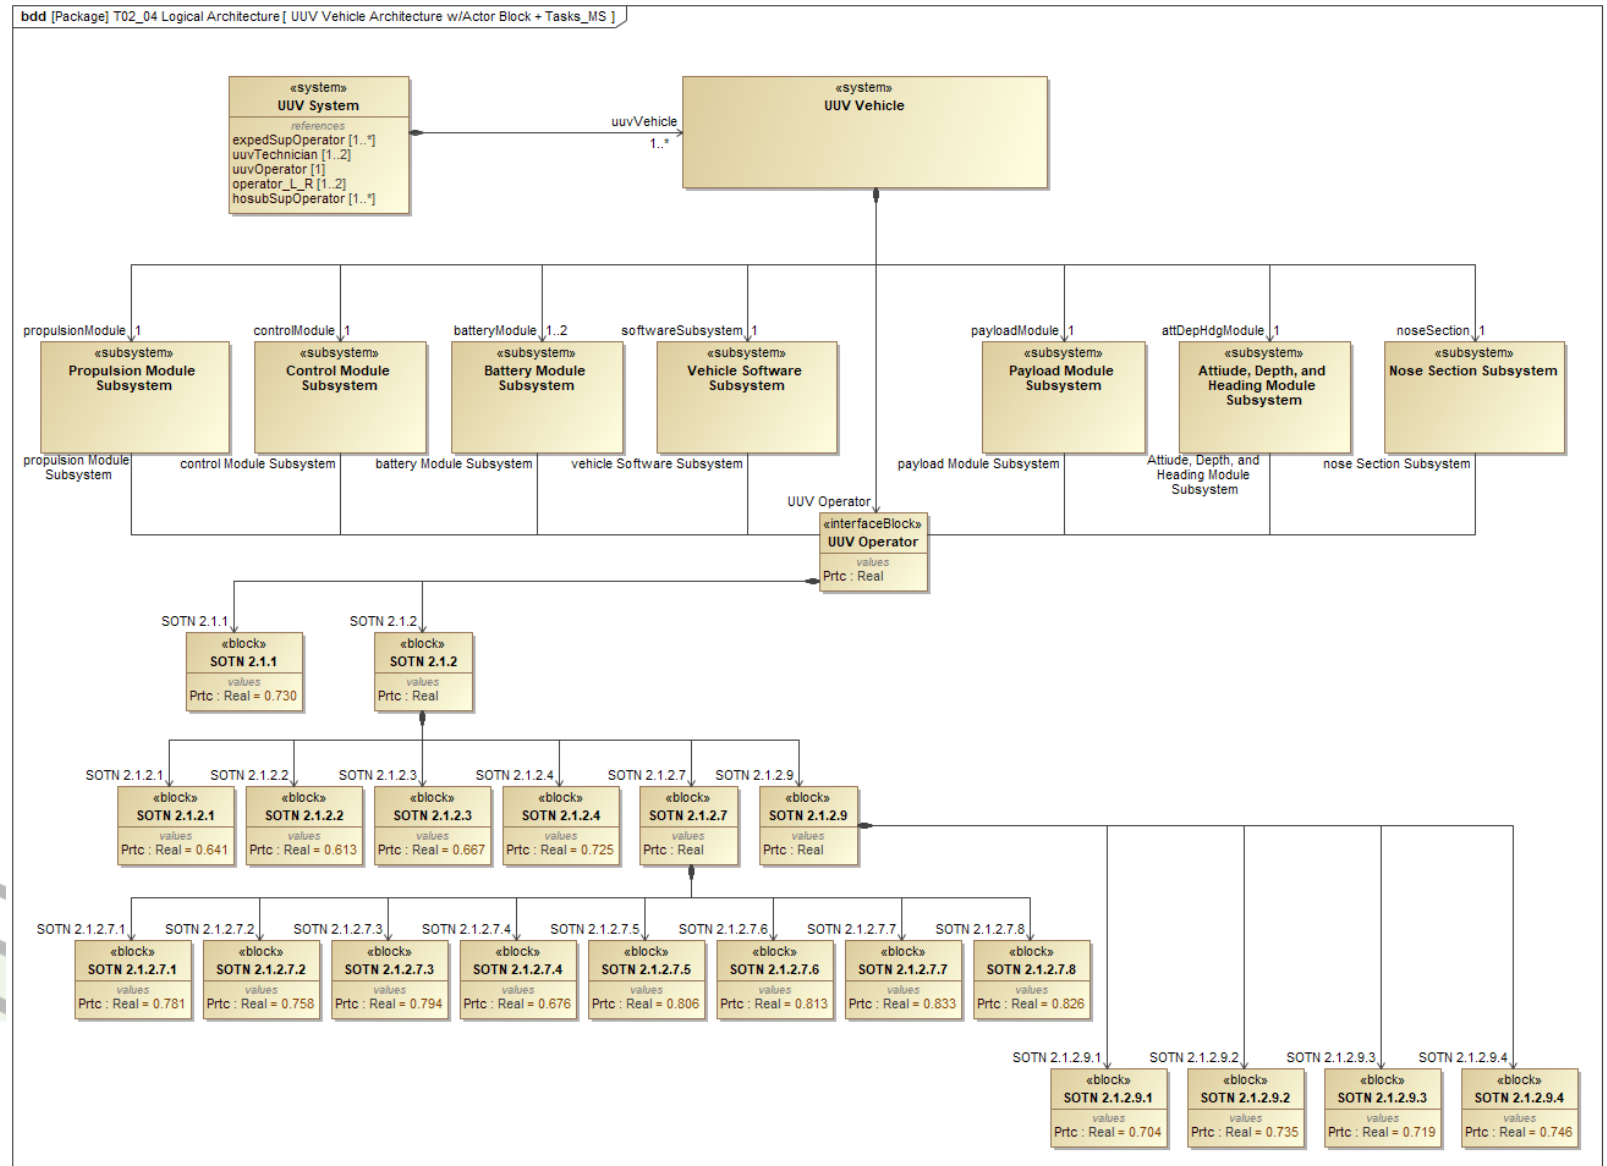 bdd [Package] T02_04 Logical Architecture [ UUV Vehicle Architecture w/Actor Block + Tasks_MS ]
«system»
UUV System
references
expedSupOperator [1..*]
uuvTechnician [1..2]
uuvOperator [1]
operator_L_R [1..2]
hosubSupOperator [1..*]
uuvVehicle
1..*
«system»
UUV Vehicle
propulsionModule 1
controlModule 1
batteryModule 1..2
softwareSubsystem 1
payloadModule 1
attDepHdgModule 1
noseSection 1
«subsystem»
Propulsion Module
Subsystem
«subsystem»
Control Module
Subsystem
«subsystem»
Battery Module
Subsystem
«subsystem»
Vehicle Software
Subsystem
«subsystem»
Payload Module
Subsystem
«subsystem»
Attiude, Depth, and
Heading Module
Subsystem
«subsystem»
Nose Section Subsystem
propulsion Module
Subsystem
control Module Subsystem
battery Module Subsystem
vehicle Software Subsystem
payload Module Subsystem
Attiude, Depth, and
Heading Module
Subsystem
nose Section Subsystem
UUV Operator
«interfaceBlock»
UUV Operator
values
Prtc : Real
SOTN 2.1.1
SOTN 2.1.2
«block»
SOTN 2.1.1
values
Prtc : Real = 0.730
«block»
SOTN 2.1.2
values
Prtc : Real
SOTN 2.1.2.1
SOTN 2.1.2.2
SOTN 2.1.2.3
SOTN 2.1.2.4
SOTN 2.1.2.7
SOTN 2.1.2.9
«block»
SOTN 2.1.2.1
values
Prtc : Real = 0.641
«block»
SOTN 2.1.2.2
values
Prtc : Real = 0.613
«block»
SOTN 2.1.2.3
values
Prtc : Real = 0.667
«block»
SOTN 2.1.2.4
values
Prtc : Real = 0.725
«block»
SOTN 2.1.2.7
values
Prtc : Real
«block»
SOTN 2.1.2.9
values
Prtc : Real
SOTN 2.1.2.7.1
SOTN 2.1.2.7.2
SOTN 2.1.2.7.3
SOTN 2.1.2.7.4
SOTN 2.1.2.7.5
SOTN 2.1.2.7.6
SOTN 2.1.2.7.7
SOTN 2.1.2.7.8
«block»
SOTN 2.1.2.7.1
values
Prtc : Real = 0.781
«block»
SOTN 2.1.2.7.2
values
Prtc : Real = 0.758
«block»
SOTN 2.1.2.7.3
values
Prtc : Real = 0.794
«block»
SOTN 2.1.2.7.4
values
Prtc : Real = 0.676
«block»
SOTN 2.1.2.7.5
values
Prtc : Real = 0.806
«block»
SOTN 2.1.2.7.6
values
Prtc : Real = 0.813
«block»
SOTN 2.1.2.7.7
values
Prtc : Real = 0.833
«block»
SOTN 2.1.2.7.8
values
Prtc : Real = 0.826
SOTN 2.1.2.9.1
SOTN 2.1.2.9.2
SOTN 2.1.2.9.3
SOTN 2.1.2.9.4
«block»
SOTN 2.1.2.9.1
values
Prtc : Real = 0.704
«block»
SOTN 2.1.2.9.2
values
Prtc : Real = 0.735
«block»
SOTN 2.1.2.9.3
values
Prtc : Real = 0.719
«block»
SOTN 2.1.2.9.4
values
Prtc : Real = 0.746